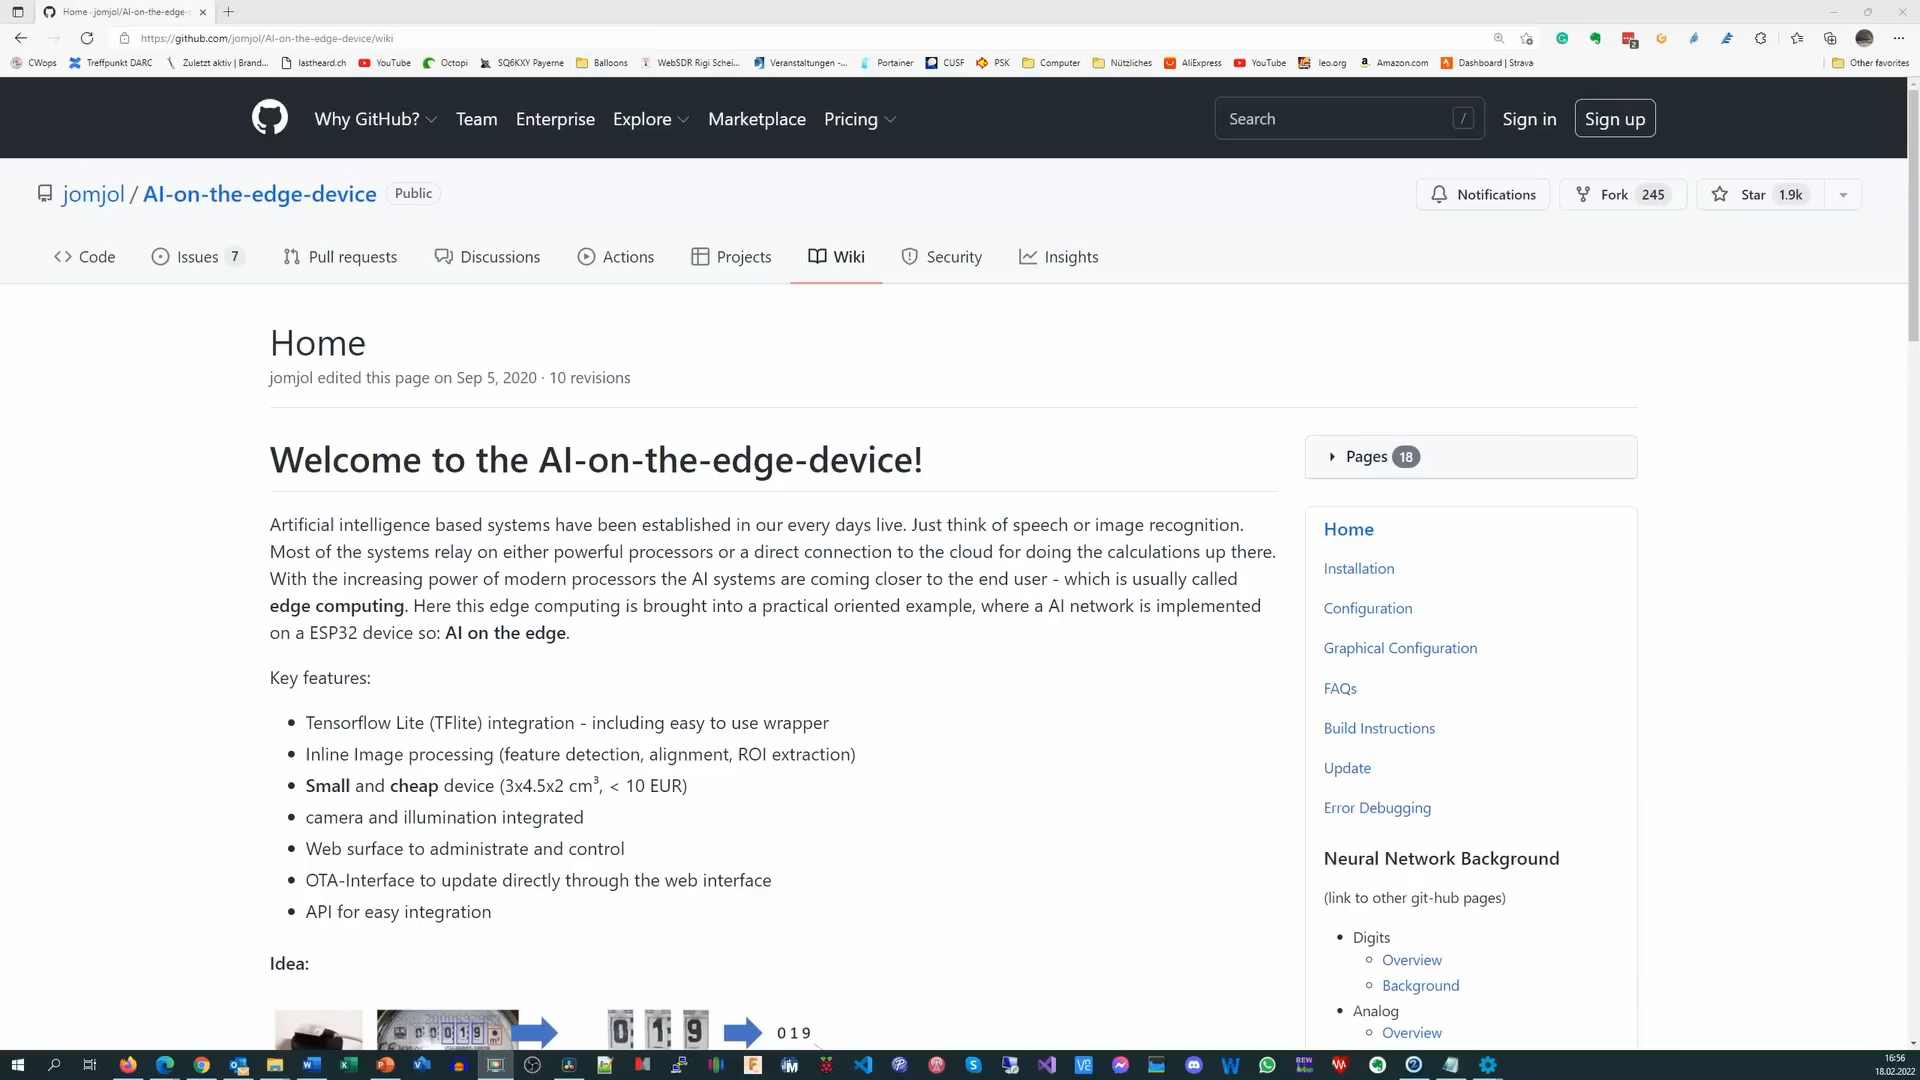 Home · jomjol/AI-on-the-edge-
https://github.com/jomjol/AI-on-the-edge-device/wiki
2
CWops
Treffpunkt DARC
Zuletzt aktiv | Brand...
lastheard.ch
YouTube
Octopi
SQ6KXY Payerne
Balloons
WebSDR Rigi Schei...
Veranstaltungen -...
Portainer
CUSF
PSK
Computer
Nützliches
AliExpress
YouTube
leo.org
Amazon.com
Dashboard | Strava
Other favorites
Why GitHub?
Team
Enterprise
Explore
Marketplace
Pricing
Search
/
Sign in
Sign up
jomjol / AI-on-the-edge-device
Public
Notifications
Fork 245
Star 1.9k
Code
Issues 7
Pull requests
Discussions
Actions
Projects
Wiki
Security
Insights
Home
jomjol edited this page on Sep 5, 2020 · 10 revisions
Welcome to the AI-on-the-edge-device!
Artificial intelligence based systems have been established in our every days live. Just think of speech or image recognition.
Most of the systems relay on either powerful processors or a direct connection to the cloud for doing the calculations up there.
With the increasing power of modern processors the AI systems are coming closer to the end user - which is usually called
edge computing. Here this edge computing is brought into a practical oriented example, where a AI network is implemented
on a ESP32 device so: AI on the edge.
Key features:
Tensorflow Lite (TFlite) integration - including easy to use wrapper
Inline Image processing (feature detection, alignment, ROI extraction)
Small and cheap device (3x4.5x2 cm³, < 10 EUR)
camera and illumination integrated
Web surface to administrate and control
OTA-Interface to update directly through the web interface
API for easy integration
Idea:
0 1 9
0 1 9
Pages 18
Home
Installation
Configuration
Graphical Configuration
FAQs
Build Instructions
Update
Error Debugging
Neural Network Background
(link to other git-hub pages)
Digits
Overview
Background
Analog
Overview
16:56
18.02.2022